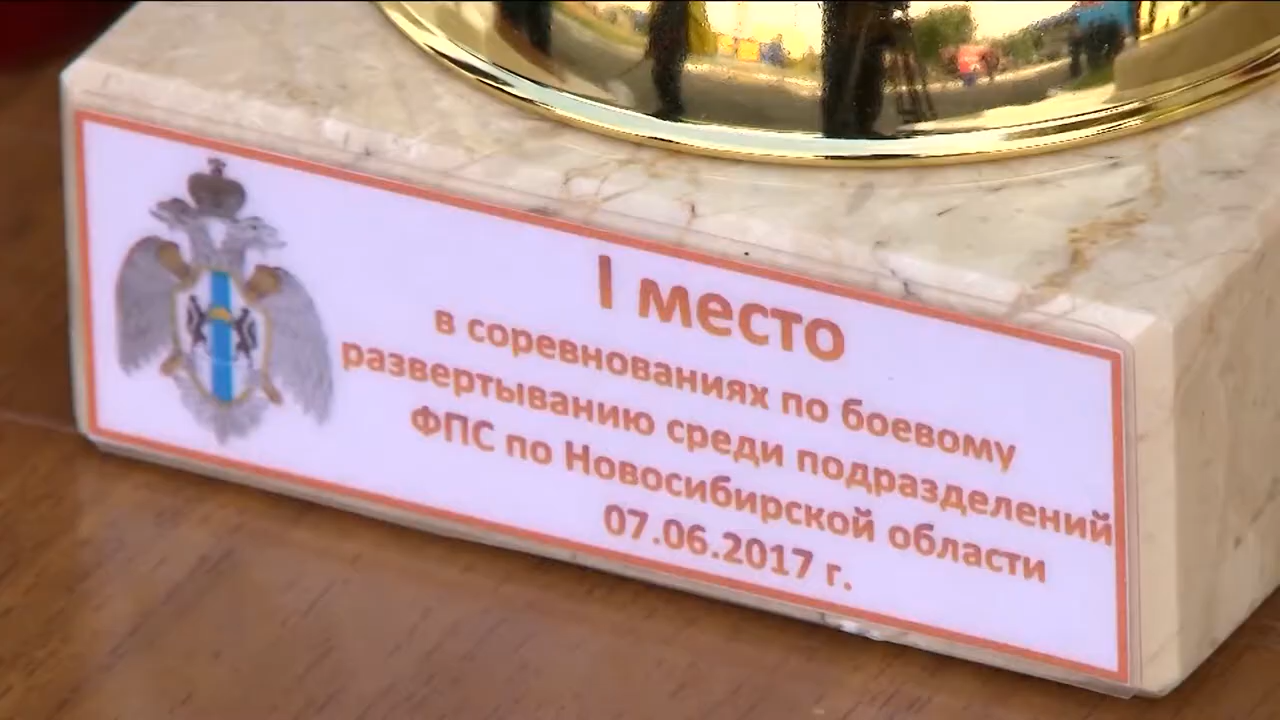 I место
в соревнованиях по боевому
развертыванию среди подразделений
ФПС по Новосибирской области
07.06.2017 г.